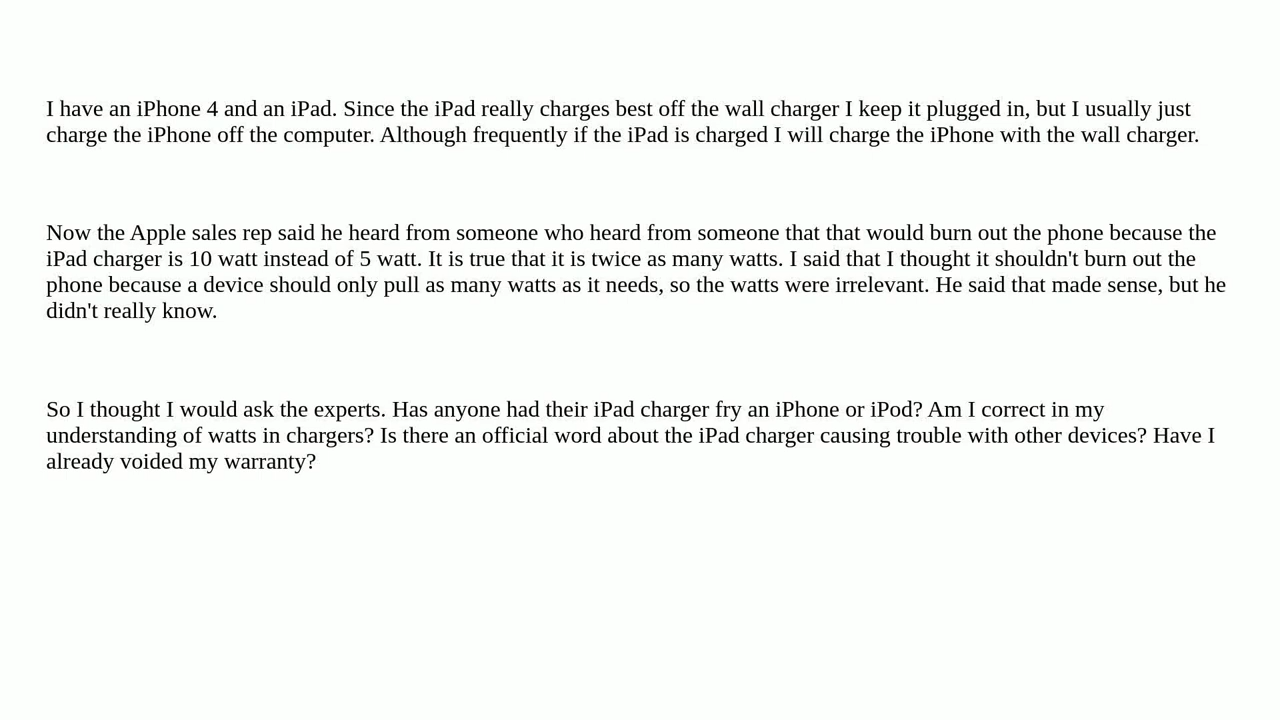 I have an iPhone 4 and an iPad. Since the iPad really charges best off the wall charger I keep it plugged in, but I usually just
charge the iPhone off the computer. Although frequently if the iPad is charged I will charge the iPhone with the wall charger.
Now the Apple sales rep said he heard from someone who heard from someone that that would burn out the phone because the
iPad charger is 10 watt instead of 5 watt. It is true that it is twice as many watts. I said that I thought it shouldn't burn out the
phone because a device should only pull as many watts as it needs, so the watts were irrelevant. He said that made sense, but he
didn't really know.
So I thought I would ask the experts. Has anyone had their iPad charger fry an iPhone or iPod? Am I correct in my
understanding of watts in chargers? Is there an official word about the iPad charger causing trouble with other devices? Have I
already voided my warranty?